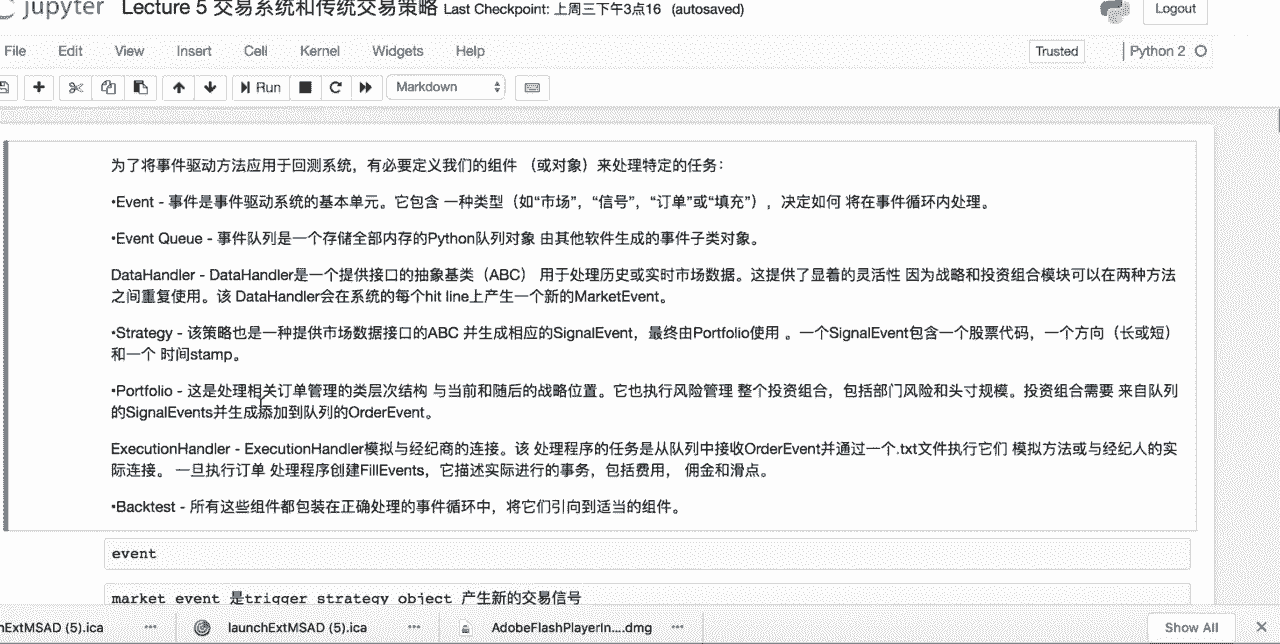 jupyter Lecture 5 交易系统和传统交易策略 Last Checkpoint: 上周三下午3点16 (autosaved)
Logout
File Edit View Insert Cell Kernel Widgets Help
Trusted Python 2
Run Markdown
为了将事件驱动方法应用于回测系统，有必要定义我们的组件 （或对象）来处理特定的任务：
•Event - 事件是事件驱动系统的基本单元。它包含 一种类型（如“市场”，“信号”，“订单”或“填充”），决定如何 将在事件循环内处理。
•Event Queue - 事件队列是一个存储全部内存的Python队列对象 由其他软件生成的事件子类对象。
DataHandler - DataHandler是一个提供接口的抽象基类（ABC） 用于处理历史或实时市场数据。这提供了显着的灵活性 因为战略和投资组合模块可以在两种方法
之间重复使用。该 DataHandler会在系统的每个hit line上产生一个新的MarketEvent。
•Strategy - 该策略也是一种提供市场数据接口的ABC 并生成相应的SignalEvent，最终由Portfolio使用 。一个SignalEvent包含一个股票代码，一个方向（长或短）
和一个 时间stamp。
•Portfolio - 这是处理相关订单管理的类层次结构 与当前和随后的战略位置。它也执行风险管理 整个投资组合，包括部门风险和头寸规模。投资组合需要 来自队列
的SignalEvents并生成添加到队列的OrderEvent。
ExecutionHandler - ExecutionHandler模拟与经纪商的连接。该 处理程序的任务是从队列中接收OrderEvent并通过一个.txt文件执行它们 模拟方法或与经纪人的实
际连接。 一旦执行订单 处理程序创建FillEvents，它描述实际进行的事务，包括费用， 佣金和滑点。
•Backtest - 所有这些组件都包装在正确处理的事件循环中，将它们引向到适当的组件。
event
market event 是trigger strategy object 产生新的交易信号
hExtMSAD (5).ica launchExtMSAD (5).ica AdobeFlashPlayerIn....dmg Show All